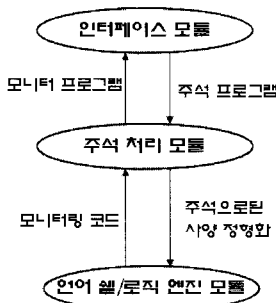 인터페이스 모듈
모니터 프로그램
주석 프로그램
주석 처리 모듈
모니터링 코드
주석으로된
사양 정형화
언어 쉘/로직 엔진 모듈